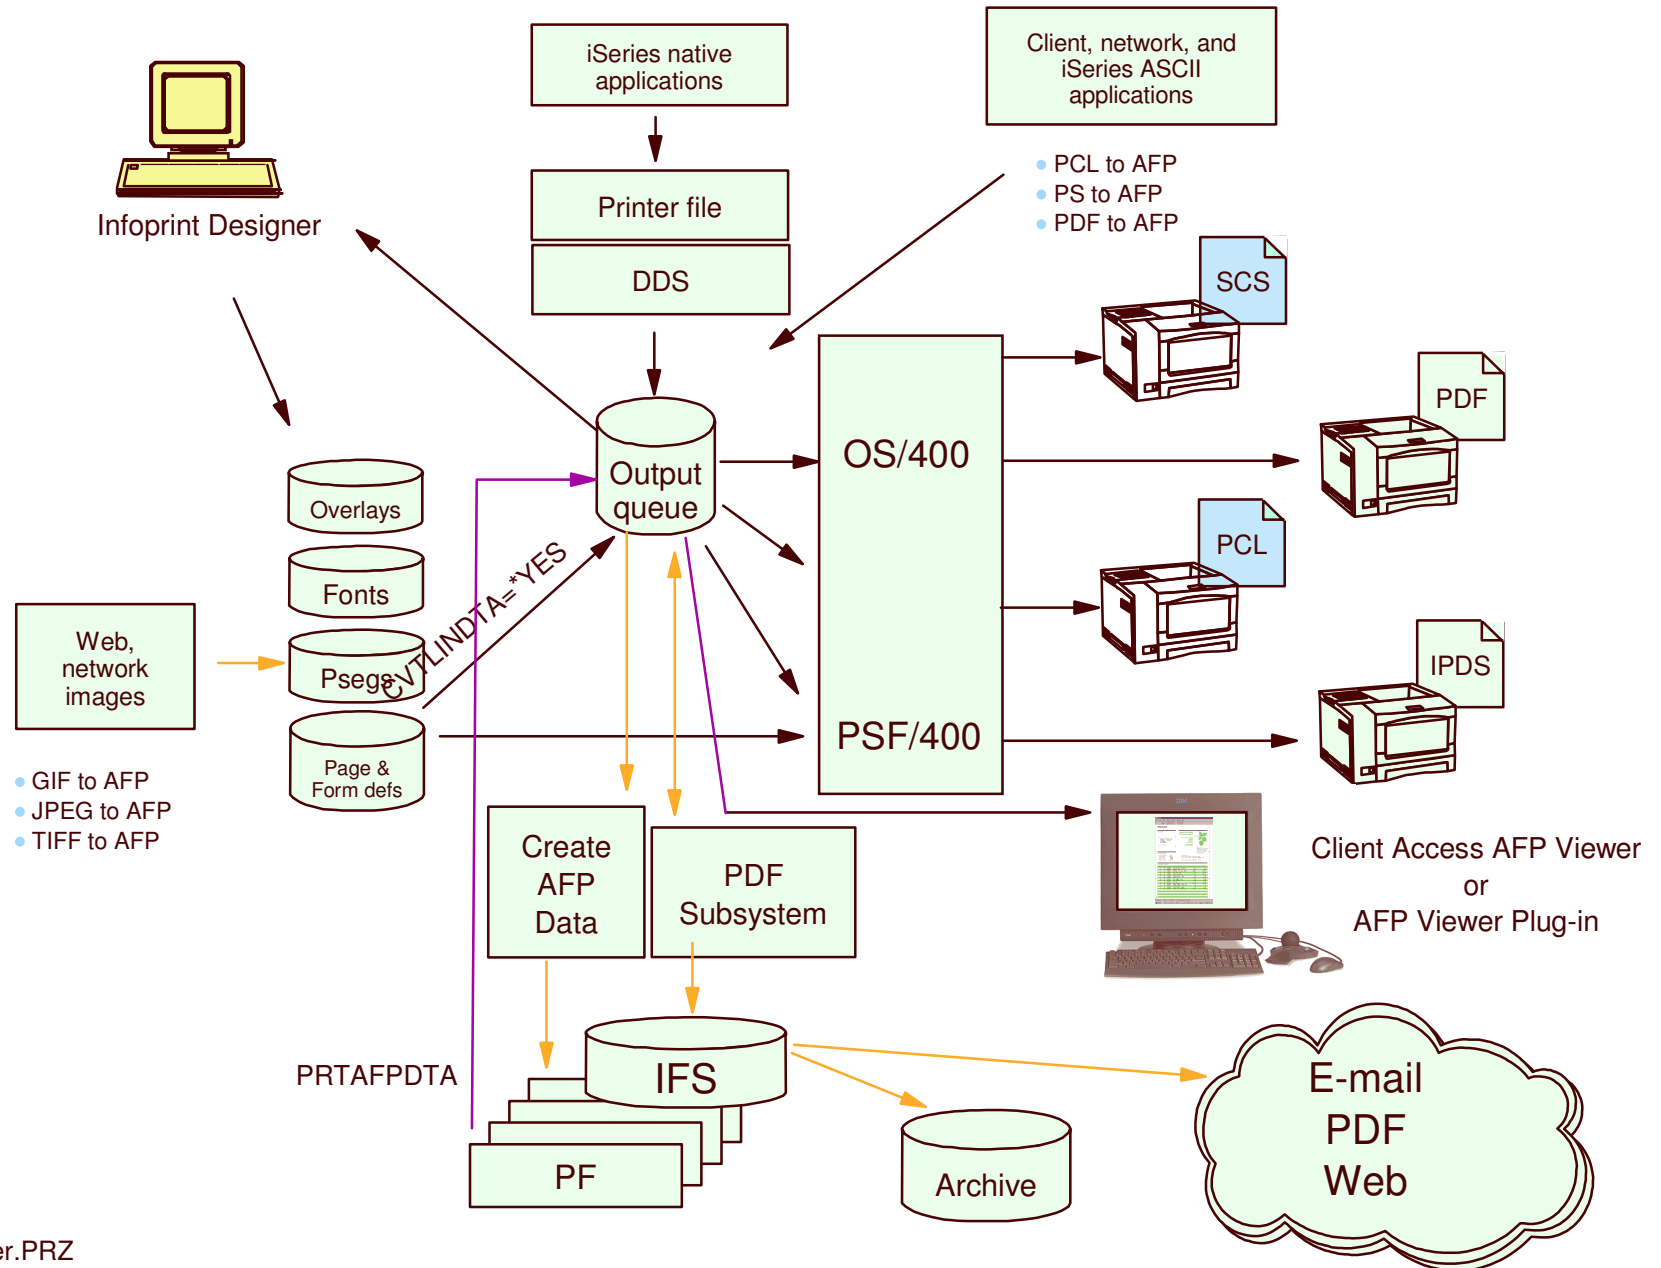 iSeries native
applications
Client, network, and
iSeries ASCII
applications
PCL to AFP
PS to AFP
PDF to AFP
Infoprint Designer
Printer file
DDS
SCS
PDF
OS/400
Output
queue
Overlays
Fonts
Psegs
Page &
Form defs
CVTLINDTA=*YES
PCL
IPDS
Web,
network
images
GIF to AFP
JPEG to AFP
TIFF to AFP
PSF/400
Create
AFP
Data
PDF
Subsystem
Client Access AFP Viewer
or
AFP Viewer Plug-in
PRTAFPDTA
IFS
PF
Archive
E-mail
PDF
Web
er.PRZ